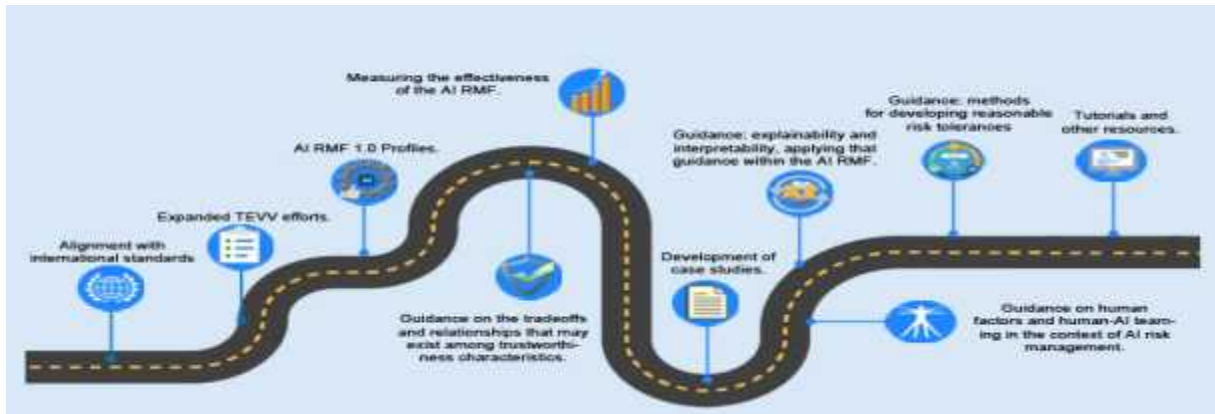 Alignment with
international standards
Expanded TEVV efforts.
AI RMF 1.0 Profiles.
Guidance on the tradeoffs
and relationships that may
exist among trustworthi-
ness characteristics.
Measuring the effectiveness
of the AI RMF.
Development of
case studies.
Guidance: explainability and
interpretability, applying that
guidance within the AI RMF.
Guidance on human
factors and human-AI team-
ing in the context of AI risk
management.
Guidance: methods
for developing reasonable
risk tolerances
Tutorials and
other resources.